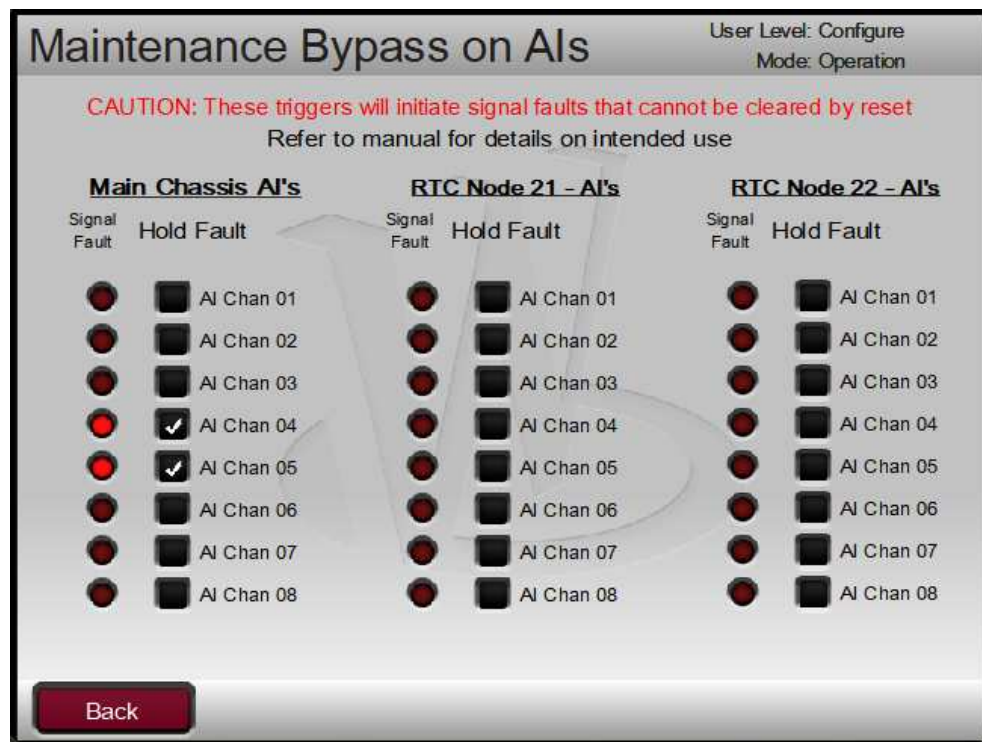 Maintenance Bypass on AIs
User Level: Configure
Mode: Operation
CAUTION: These triggers will initiate signal faults that cannot be cleared by reset
Refer to manual for details on intended use
Main Chassis AI's
Signal Fault
Hold Fault
AI Chan 01
AI Chan 02
AI Chan 03
AI Chan 04
AI Chan 05
AI Chan 06
AI Chan 07
AI Chan 08
RTC Node 21 - AI's
Signal Fault
Hold Fault
AI Chan 01
AI Chan 02
AI Chan 03
AI Chan 04
AI Chan 05
AI Chan 06
AI Chan 07
AI Chan 08
RTC Node 22 - AI's
Signal Fault
Hold Fault
AI Chan 01
AI Chan 02
AI Chan 03
AI Chan 04
AI Chan 05
AI Chan 06
AI Chan 07
AI Chan 08
Back